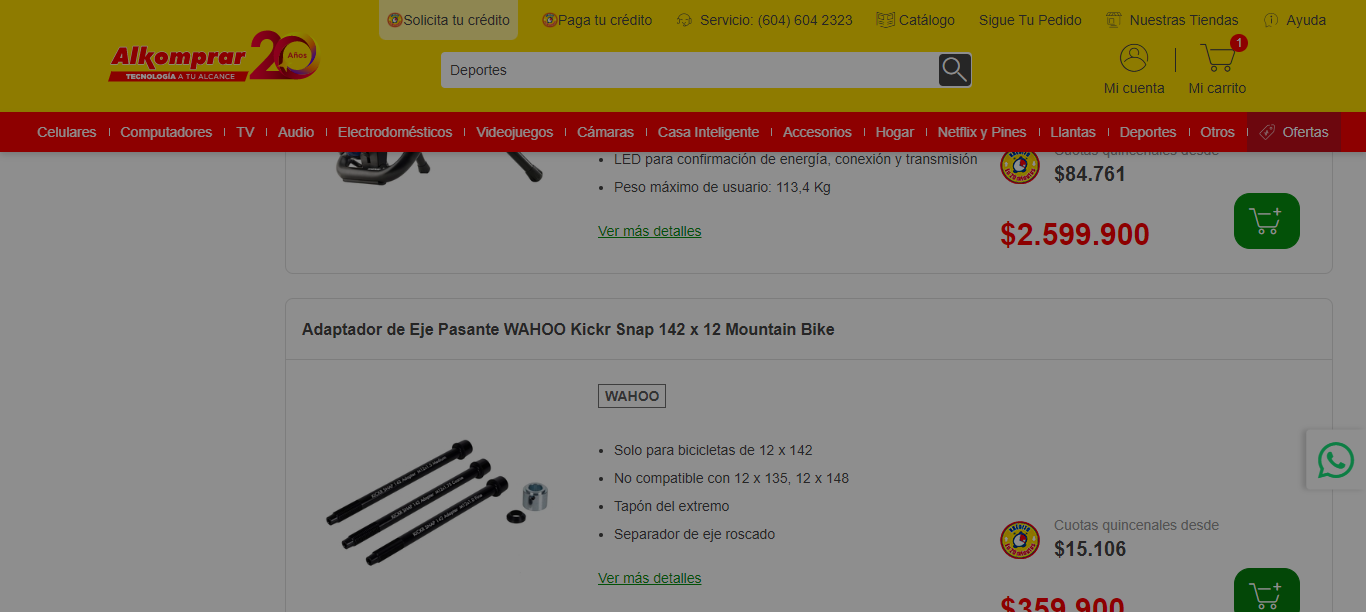 Solicita tu crédito
Paga tu crédito
Servicio: (604) 604 2323
Catálogo
Sigue Tu Pedido
Nuestras Tiendas
Ayuda
Alkomprar 20 Años
TECNOLOGÍA A TU ALCANCE
Deportes
1
Mi cuenta
Mi carrito
Celulares
Computadores
TV
Audio
Electrodomésticos
Videojuegos
Cámaras
Casa Inteligente
Accesorios
Hogar
Netflix y Pines
Llantas
Deportes
Otros
Ofertas
LED para confirmación de energía, conexión y transmisión
Peso máximo de usuario: 113,4 Kg
Ver más detalles
Cuotas quincenales desde
$84.761
$2.599.900
Adaptador de Eje Pasante WAHOO Kickr Snap 142 x 12 Mountain Bike
WAHOO
Solo para bicicletas de 12 x 142
No compatible con 12 x 135, 12 x 148
Tapón del extremo
Separador de eje roscado
Ver más detalles
Cuotas quincenales desde
$15.106
$359.900